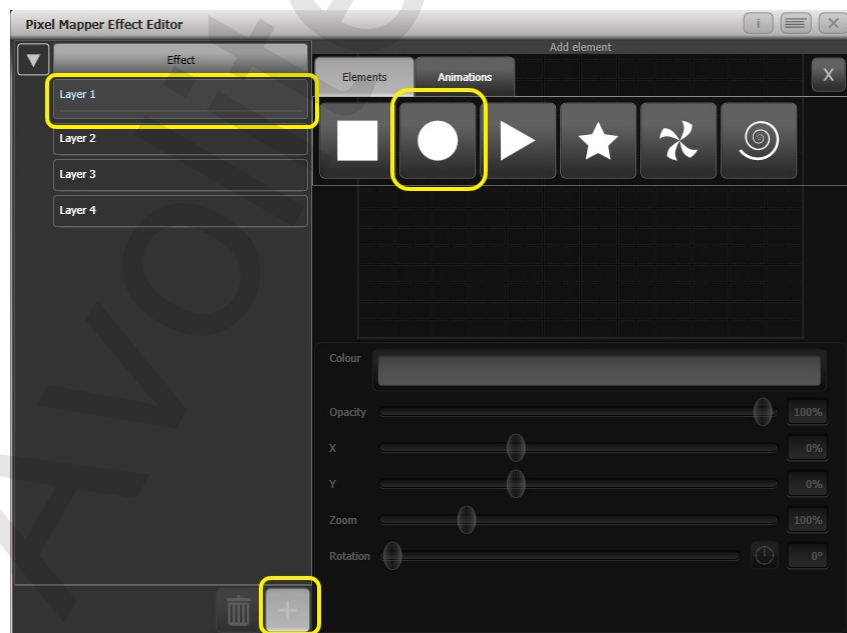 Pixel Mapper Effect Editor
i
X
Effect
Add element
Elements
Animations
X
Layer 1
Layer 2
Layer 3
Layer 4
Colour
Opacity
100%
X
0%
Y
0%
Zoom
100%
Rotation
0°
+
Avolite